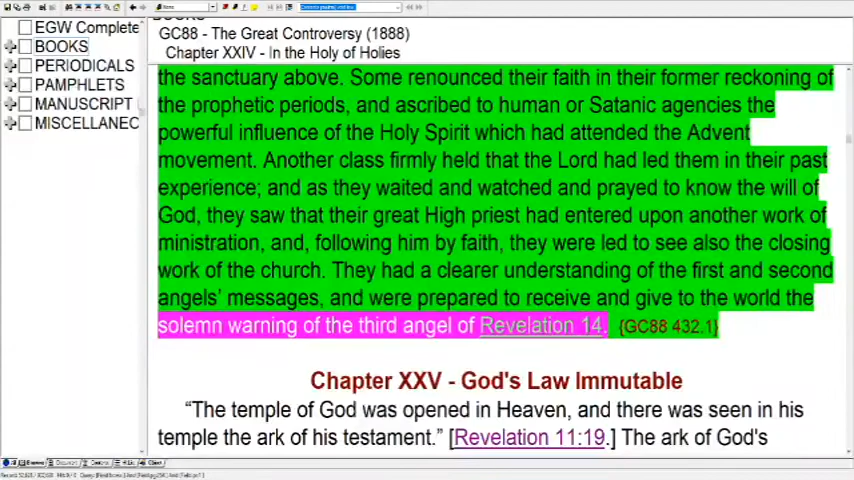 EGW Complete
BOOKS
PERIODICALS
PAMPHLETS
MANUSCRIPT
MISCELLANEC
BOOKS
GC88 - The Great Controversy (1888)
Chapter XXIV - In the Holy of Holies
the sanctuary above. Some renounced their faith in their former reckoning of
the prophetic periods, and ascribed to human or Satanic agencies the
powerful influence of the Holy Spirit which had attended the Advent
movement. Another class firmly held that the Lord had led them in their past
experience; and as they waited and watched and prayed to know the will of
God, they saw that their great High priest had entered upon another work of
ministration, and, following him by faith, they were led to see also the closing
work of the church. They had a clearer understanding of the first and second
angels' messages, and were prepared to receive and give to the world the
solemn warning of the third angel of Revelation 14. {GC88 432.1}
Chapter XXV - God's Law Immutable
“The temple of God was opened in Heaven, and there was seen in his
temple the ark of his testament.” [Revelation 11:19.] The ark of God's